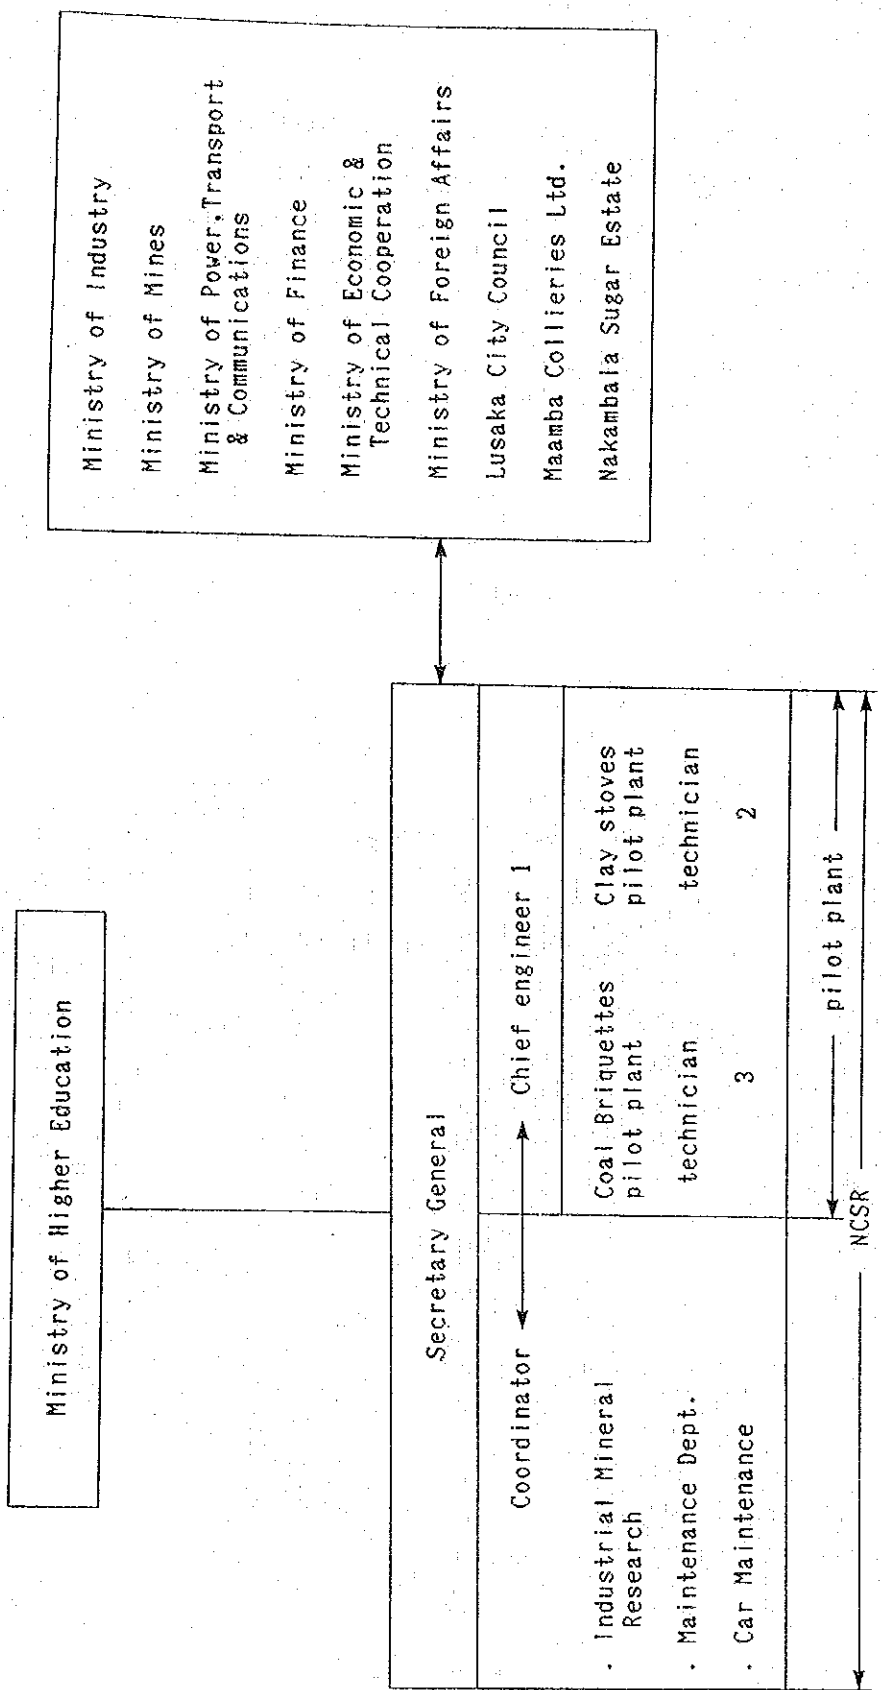 Ministry of Higher Education
Secretary General
Coordinator
Chief engineer 1
. Industrial Mineral
Research
. Maintenance Dept.
. Car Maintenance
Coal Briquettes
pilot plant
technician
3
Clay stoves
pilot plant
technician
2
pilot plant
NCSR
Ministry of Industry
Ministry of Mines
Ministry of Power,Transport
& Communications
Ministry of Finance
Ministry of Economic &
Technical Cooperation
Ministry of Foreign Affairs
Lusaka City Council
Maamba Collieries Ltd.
Nakambala Sugar Estate